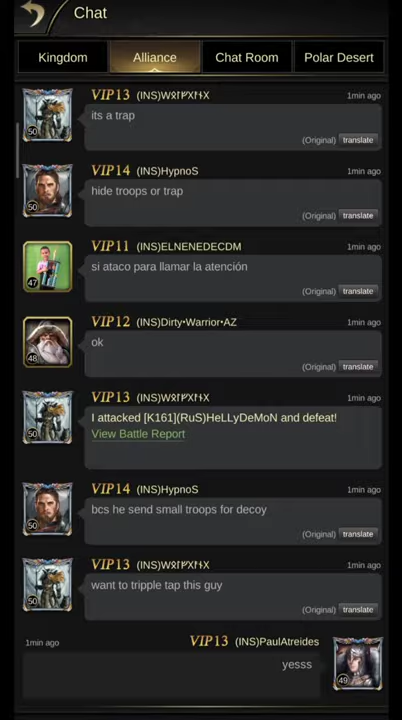 Chat
Kingdom
Alliance
Chat Room
Polar Desert
VIP13 (INS)WᛟᛚᚠᚷᛅᚾX 1min ago
its a trap
(Original) translate
50
VIP14 (INS)HypnoS 1min ago
hide troops or trap
(Original) translate
50
VIP11 (INS)ELNENEDECDM 1min ago
si ataco para llamar la atención
(Original) translate
47
VIP12 (INS)Dirty•Warrior•AZ 1min ago
ok
(Original) translate
48
VIP13 (INS) 1min ago
I attacked [K161](RuS)HeLLyDeMoN and defeat!
View Battle Report
50
VIP14 (INS)HypnoS 1min ago
bcs he send small troops for decoy
(Original) translate
50
VIP13 (INS) 1min ago
want to tripple tap this guy
(Original) translate
50
1min ago VIP13 (INS)PaulAtreides
yesss
49